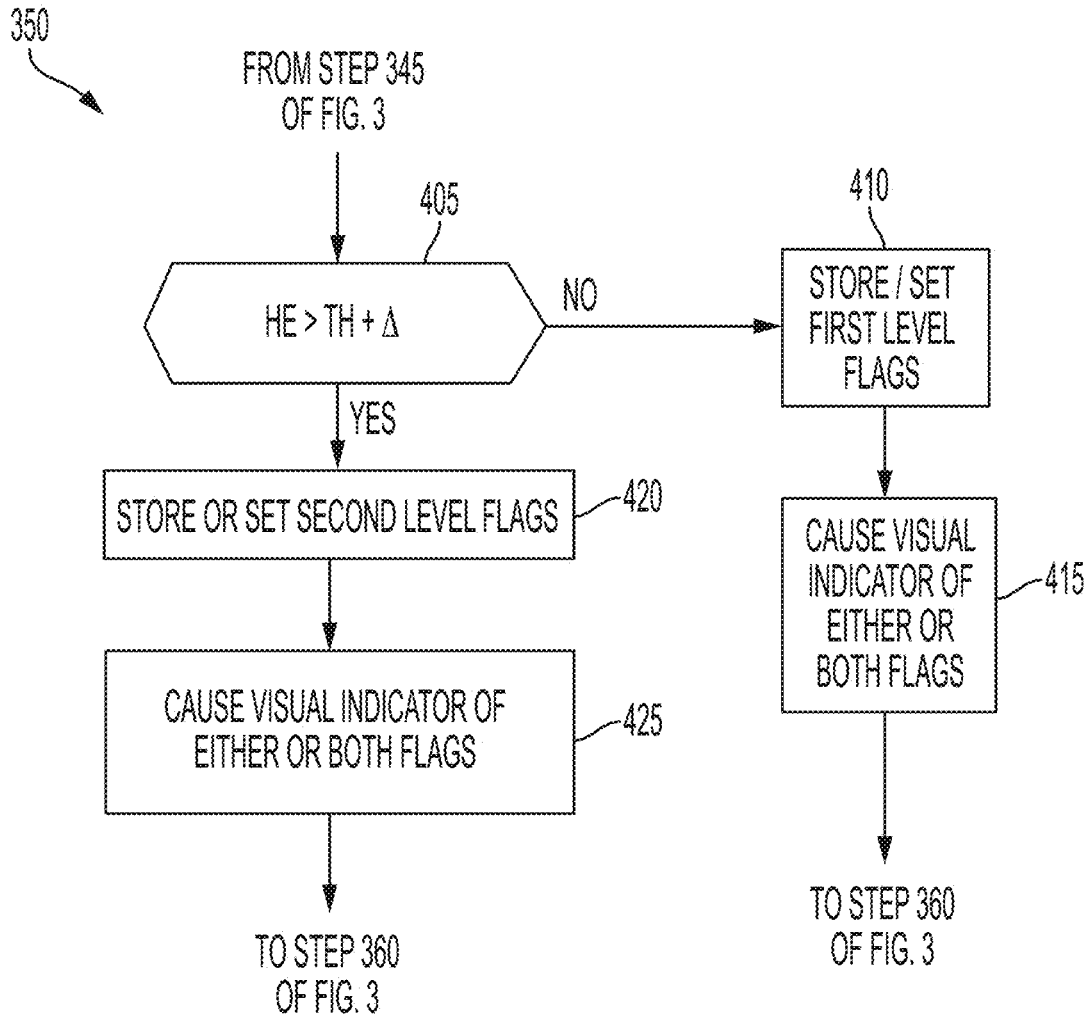 350
FROM STEP 345
OF FIG. 3
405
HE > TH + Δ
NO
YES
410
STORE / SET
FIRST LEVEL
FLAGS
STORE OR SET SECOND LEVEL FLAGS
420
CAUSE VISUAL
INDICATOR OF
EITHER OR
BOTH FLAGS
415
CAUSE VISUAL INDICATOR OF
EITHER OR BOTH FLAGS
425
TO STEP 360
OF FIG. 3
TO STEP 360
OF FIG. 3